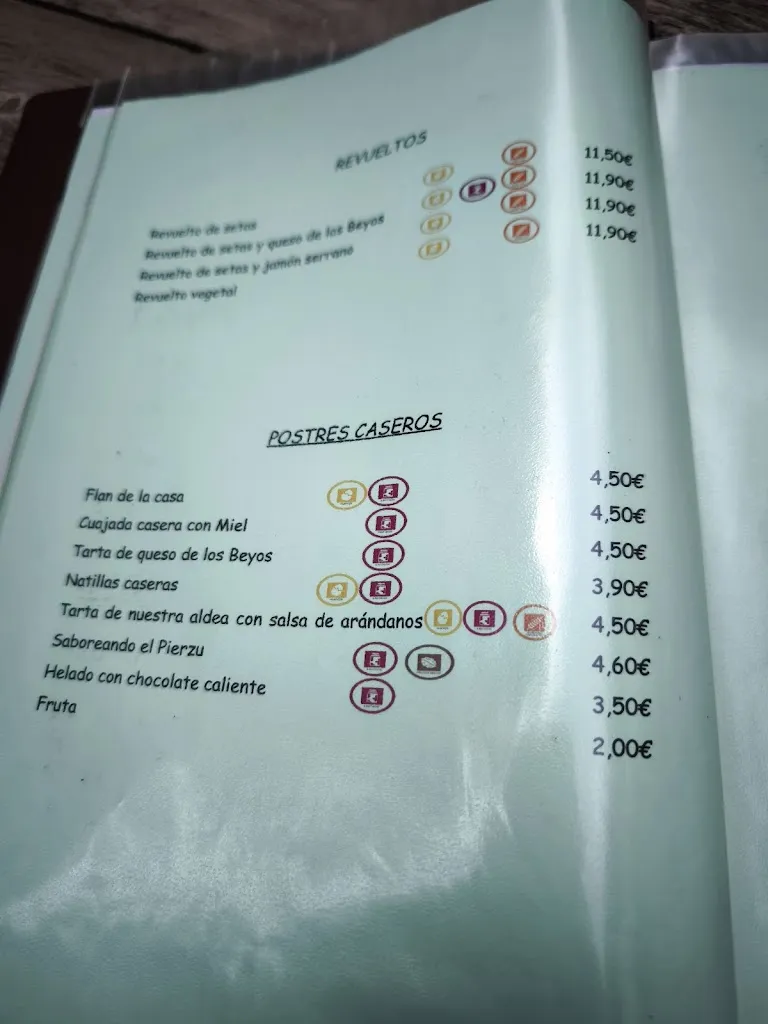 REVUELTOS
Revuelto de setas 11,50€
Revuelto de setas y queso de los Beyos 11,90€
Revuelto de setas y jamón serrano 11,90€
Revuelto vegetal 11,90€
POSTRES CASEROS
Flan de la casa 4,50€
Cuajada casera con Miel 4,50€
Tarta de queso de los Beyos 4,50€
Natillas caseras 3,90€
Tarta de nuestra aldea con salsa de arándanos 4,50€
Saboreando el Pierzu 4,60€
Helado con chocolate caliente 3,50€
Fruta 2,00€